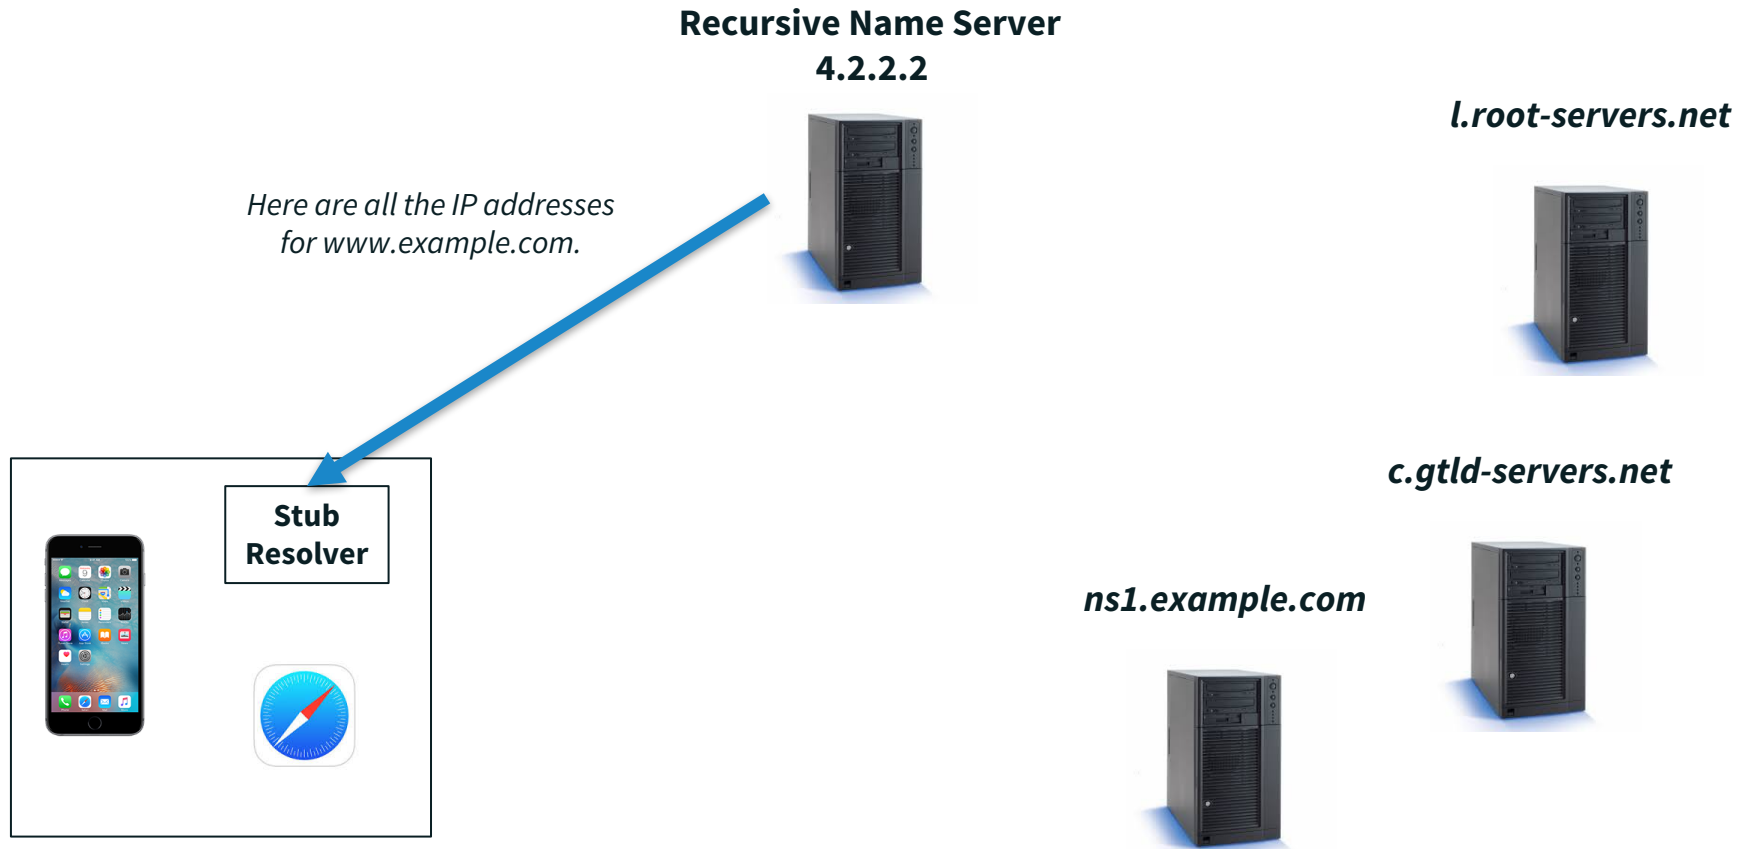 Recursive Name Server
4.2.2.2
l.root-servers.net
Here are all the IP addresses
for www.example.com.
c.gtld-servers.net
Stub
Resolver
ns1.example.com